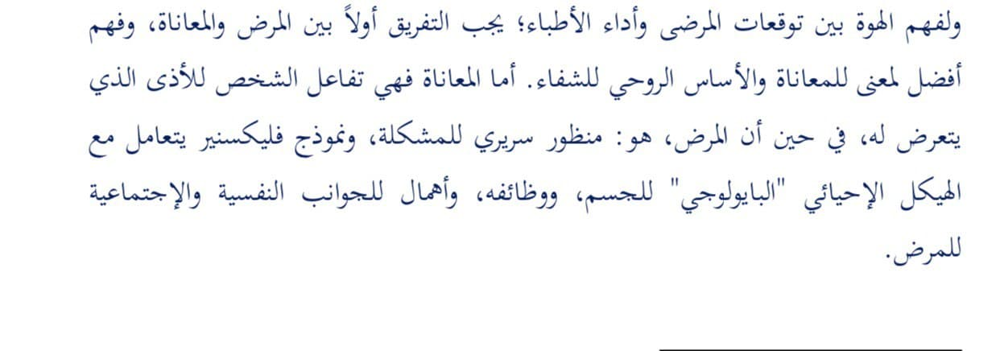 ولفهم الهوة بين توقعات المرضى وأداء الأطباء؛ يجب التفريق أولاً بين المرض والمعاناة، وفهم
أفضل لمعنى للمعاناة والأساس الروحي للشفاء. أما المعاناة فهي تفاعل الشخص للأذى الذي
يتعرض له، في حين أن المرض، هو: منظور سريري للمشكلة، ونموذج فليكسنير يتعامل مع
الهيكل الإحيائي "البايولوجي" للجسم، ووظائفه، وأهمال للجوانب النفسية والإجتماعية
للمرض.